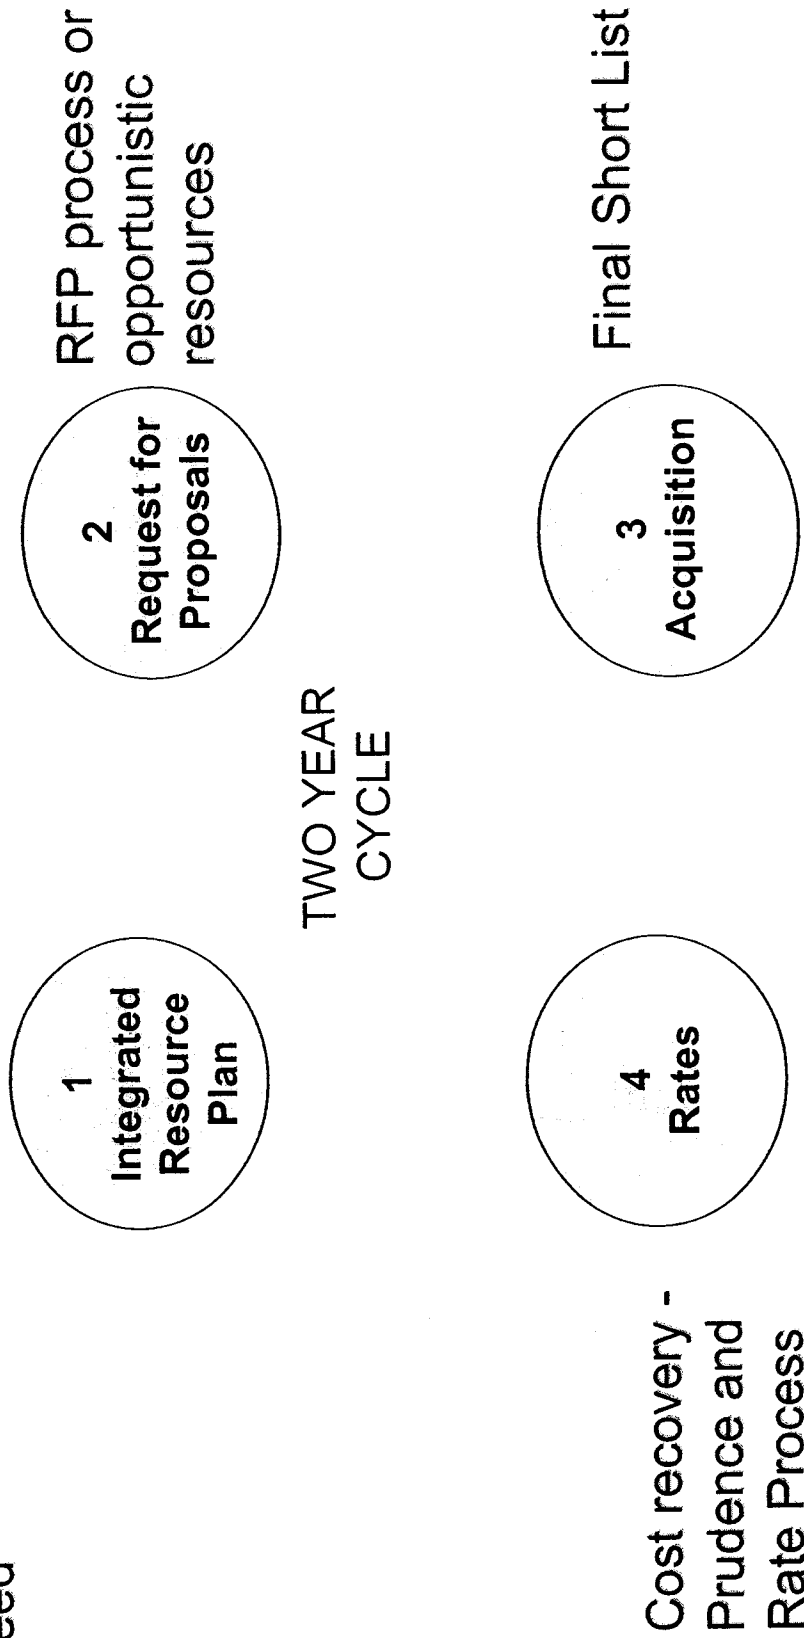 1
Integrated
Resource
Plan
2
Request for
Proposals
RFP process or
opportunistic
resources
TWO YEAR
CYCLE
Cost recovery -
Prudence and
Rate Process
4
Rates
3
Acquisition
Final Short List